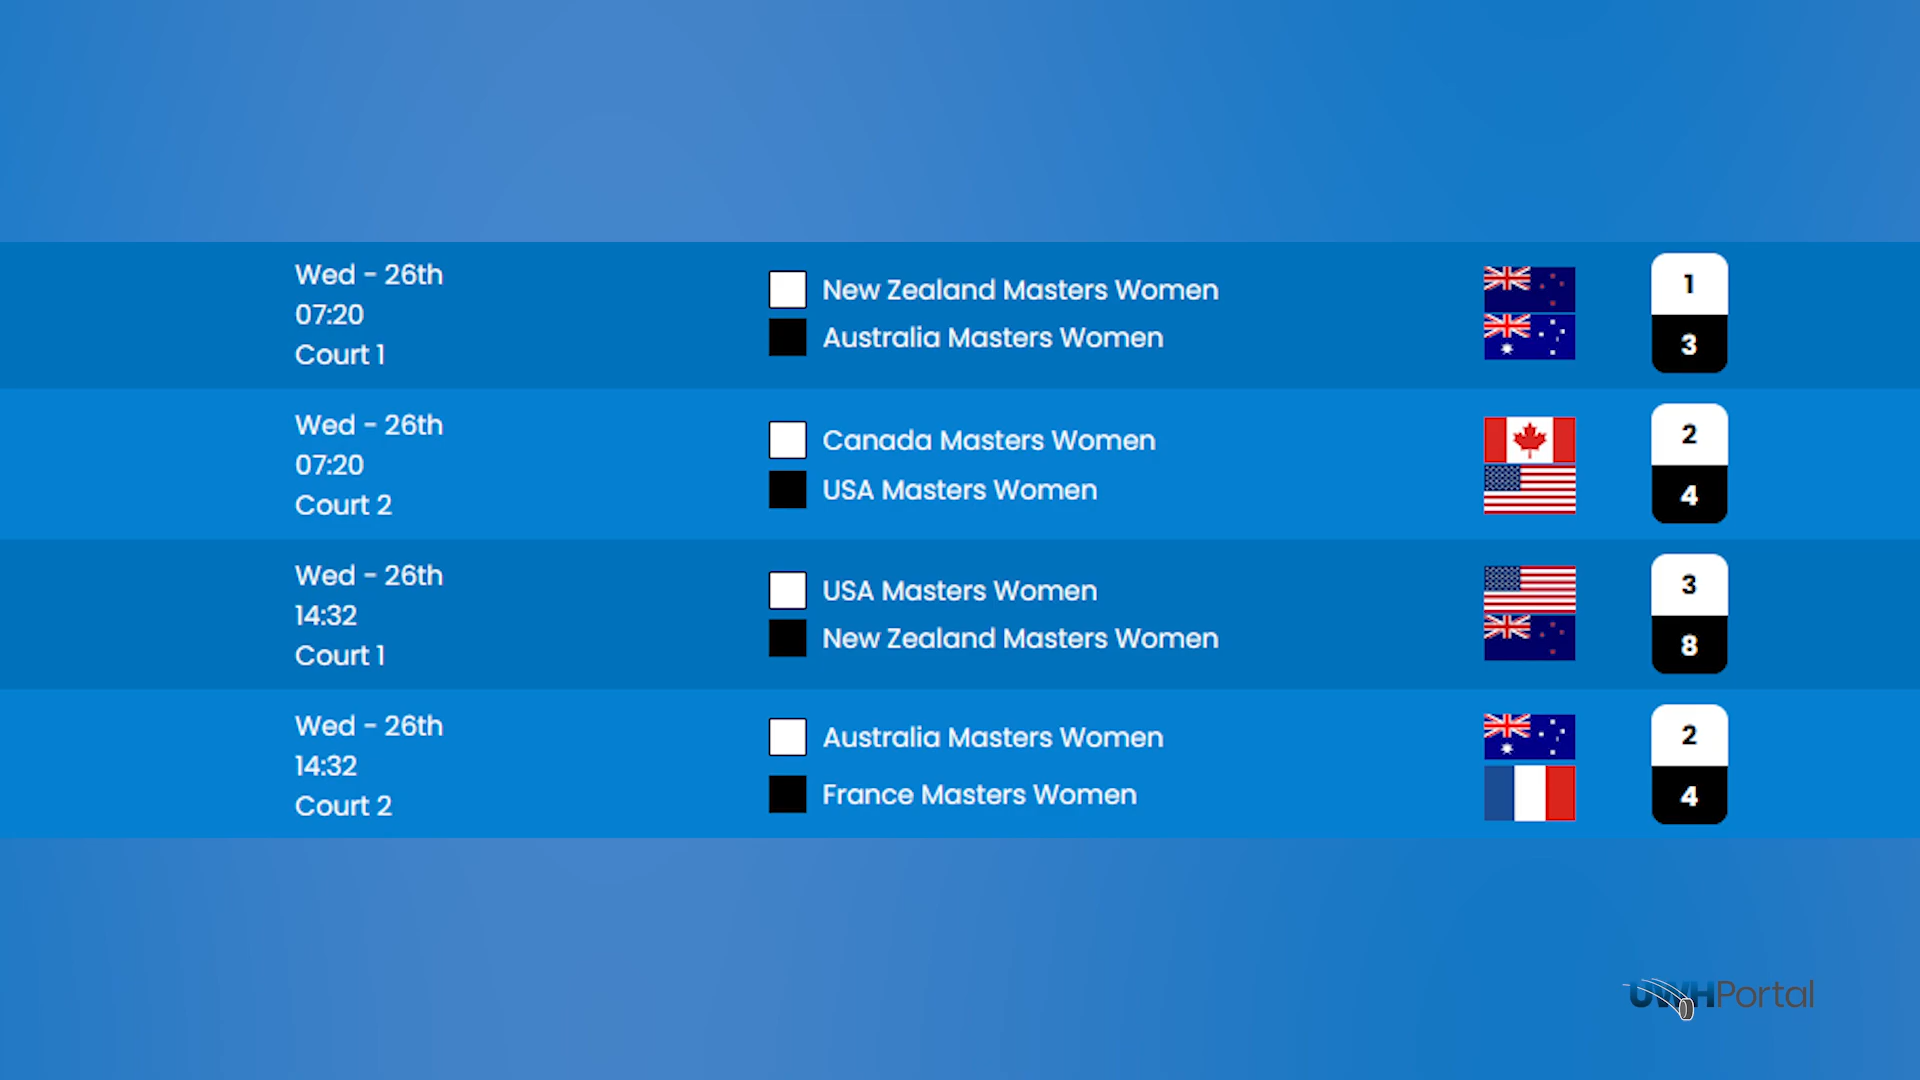 Wed - 26th
07:20
Court 1
New Zealand Masters Women
Australia Masters Women
1
3
Wed - 26th
07:20
Court 2
Canada Masters Women
USA Masters Women
2
4
Wed - 26th
14:32
Court 1
USA Masters Women
New Zealand Masters Women
3
8
Wed - 26th
14:32
Court 2
Australia Masters Women
France Masters Women
2
4
UWHPortal